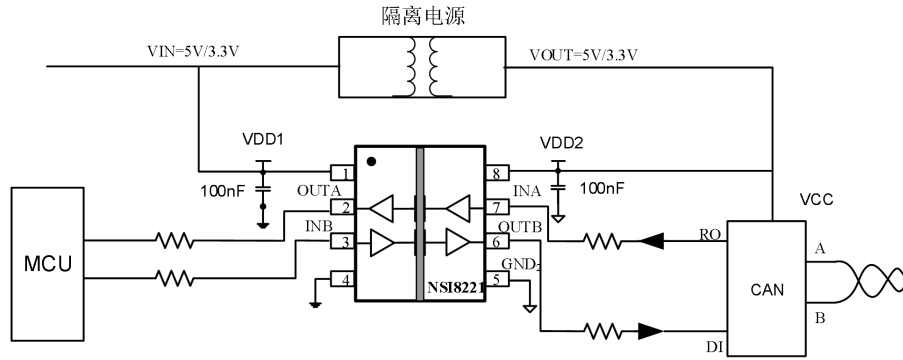 隔离电源
VIN=5V/3.3V
VOUT=5V/3.3V
VDD1
VDD2
100nF
100nF
1
8
OUTA
INA
VCC
2
7
INB
OUTB
RO
A
3
6
MCU
GND2
CAN
4
5
NSI8221
B
DI